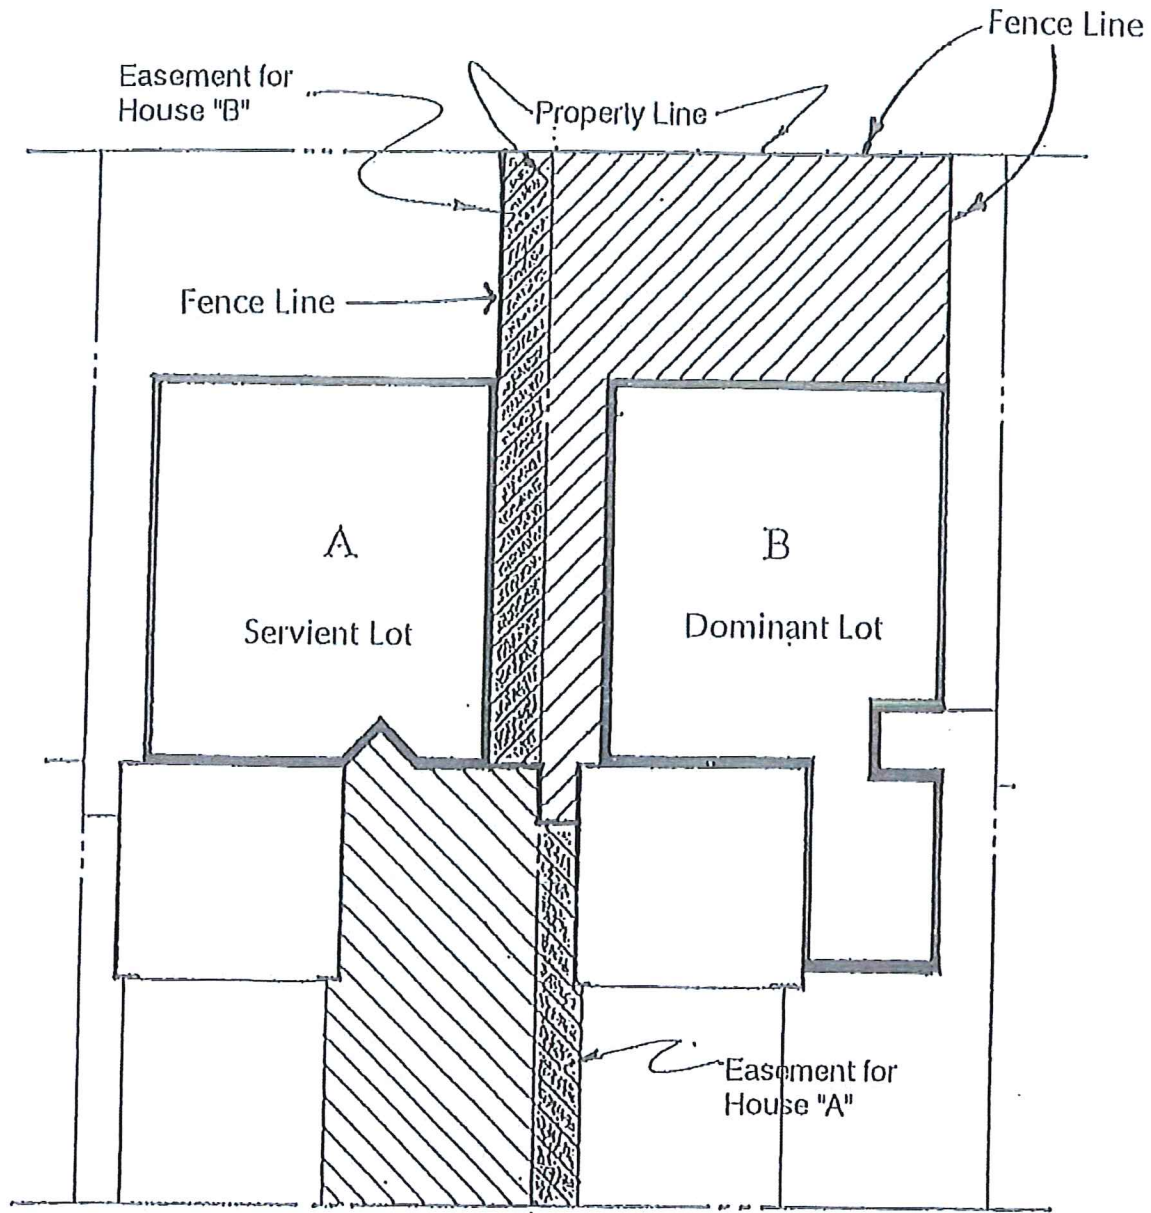 Fence Line
Easement for
House "B"
Property Line
Fence Line
A
Servient Lot
B
Dominant Lot
Easement for
House "A"